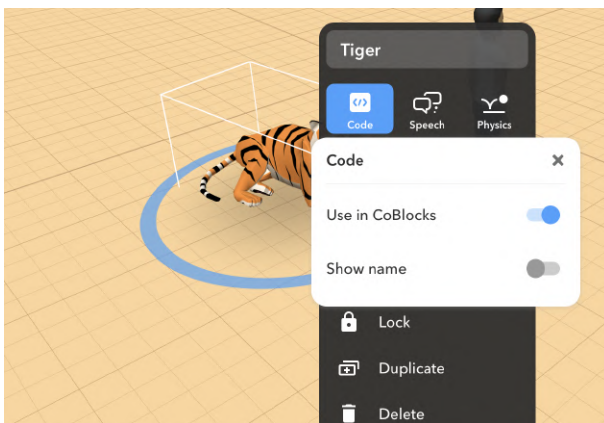 Tiger
Code Speech Physics
Code
Use in CoBlocks
Show name
Lock
Duplicate
Delete